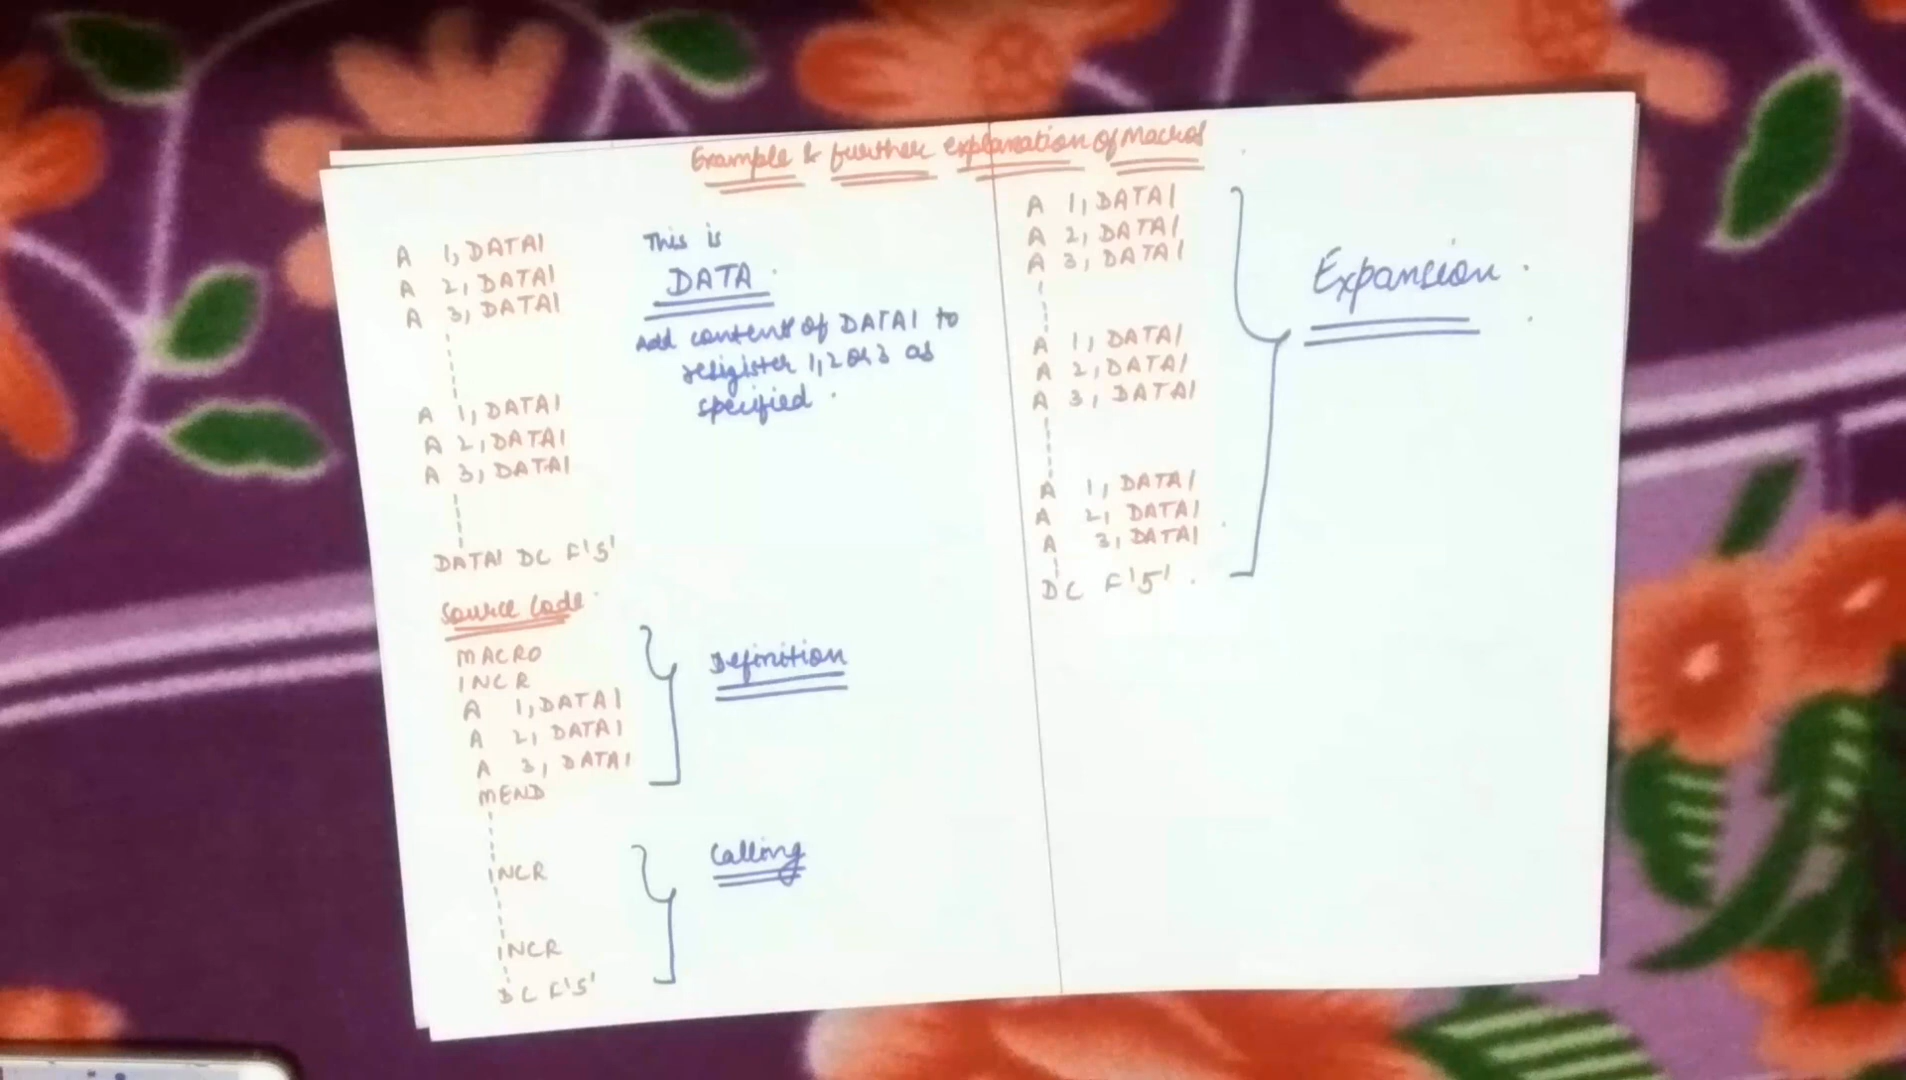 Example & further explanation of Macros
A 1, DATA1
A 2, DATA1
A 3, DATA1
A 1, DATA1
A 2, DATA1
A 3, DATA1
DATA1 DC F'5'
This is
DATA.
Add content of DATA1 to
register 1, 2 or 3 as
specified.
Source Code.
MACRO
INCR
A 1, DATA1
A 2, DATA1
A 3, DATA1
MEND
Definition
INCR
INCR
DC F'5'
Calling
A 1, DATA1
A 2, DATA1
A 3, DATA1
A 1, DATA1
A 2, DATA1
A 3, DATA1
A 1, DATA1
A 2, DATA1
A 3, DATA1
DC F'5'.
Expansion.